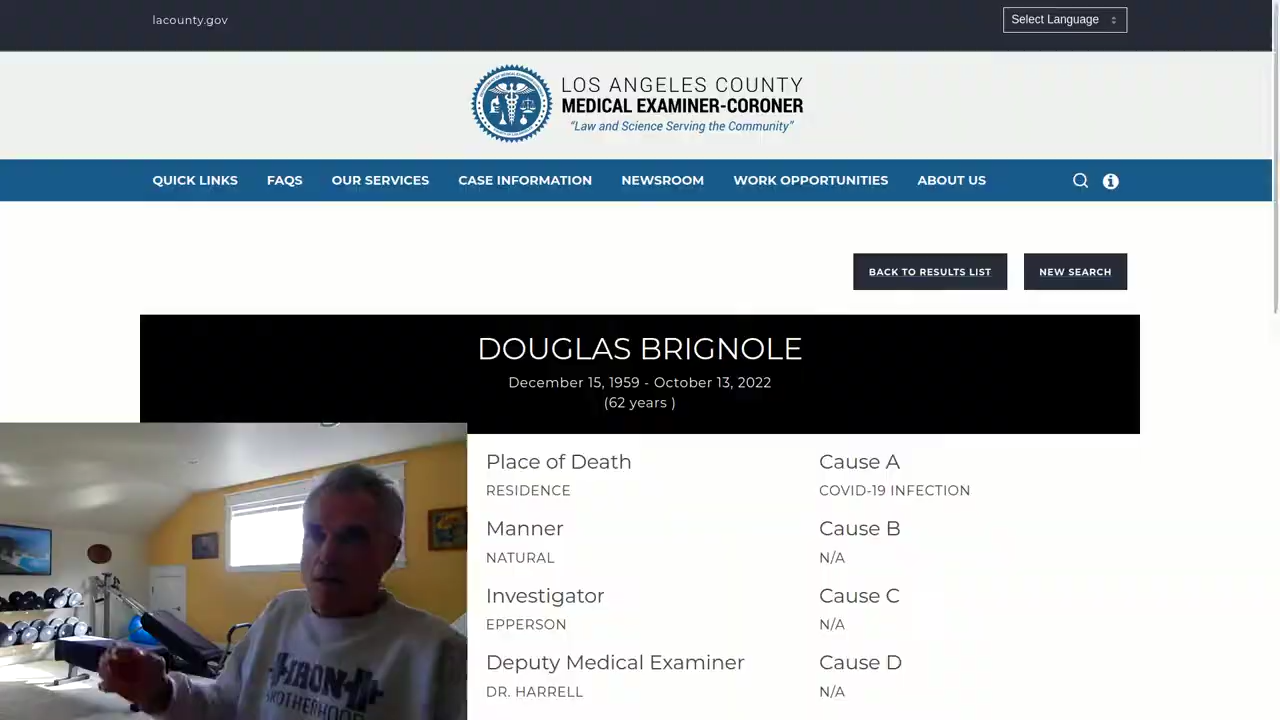 lacounty.gov
Select Language
LOS ANGELES COUNTY
MEDICAL EXAMINER-CORONER
"Law and Science Serving the Community"
QUICK LINKS FAQS OUR SERVICES CASE INFORMATION NEWSROOM WORK OPPORTUNITIES ABOUT US
BACK TO RESULTS LIST NEW SEARCH
DOUGLAS BRIGNOLE
December 15, 1959 - October 13, 2022
(62 years )
Place of Death
RESIDENCE
Manner
NATURAL
Investigator
EPPERSON
Deputy Medical Examiner
DR. HARRELL
Cause A
COVID-19 INFECTION
Cause B
N/A
Cause C
N/A
Cause D
N/A
IRON
BROTHERHOOD